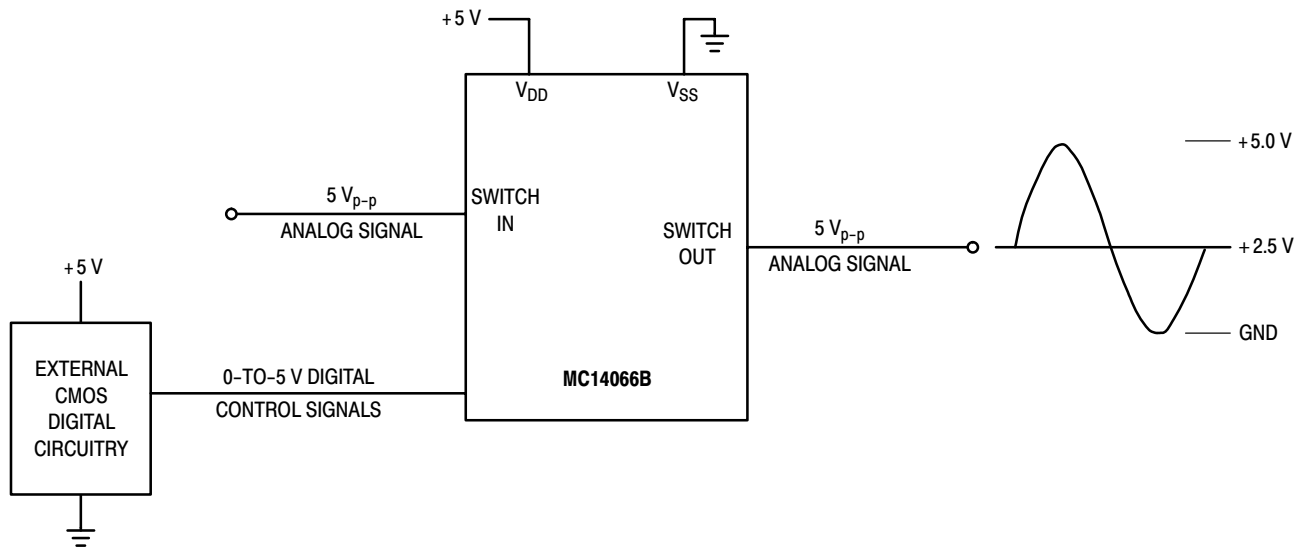 +5 V
VDD
VSS
5 Vp-p
ANALOG SIGNAL
SWITCH
IN
SWITCH
OUT
5 Vp-p
ANALOG SIGNAL
+5.0 V
+2.5 V
GND
+5 V
EXTERNAL
CMOS
DIGITAL
CIRCUITRY
0-TO-5 V DIGITAL
CONTROL SIGNALS
MC14066B